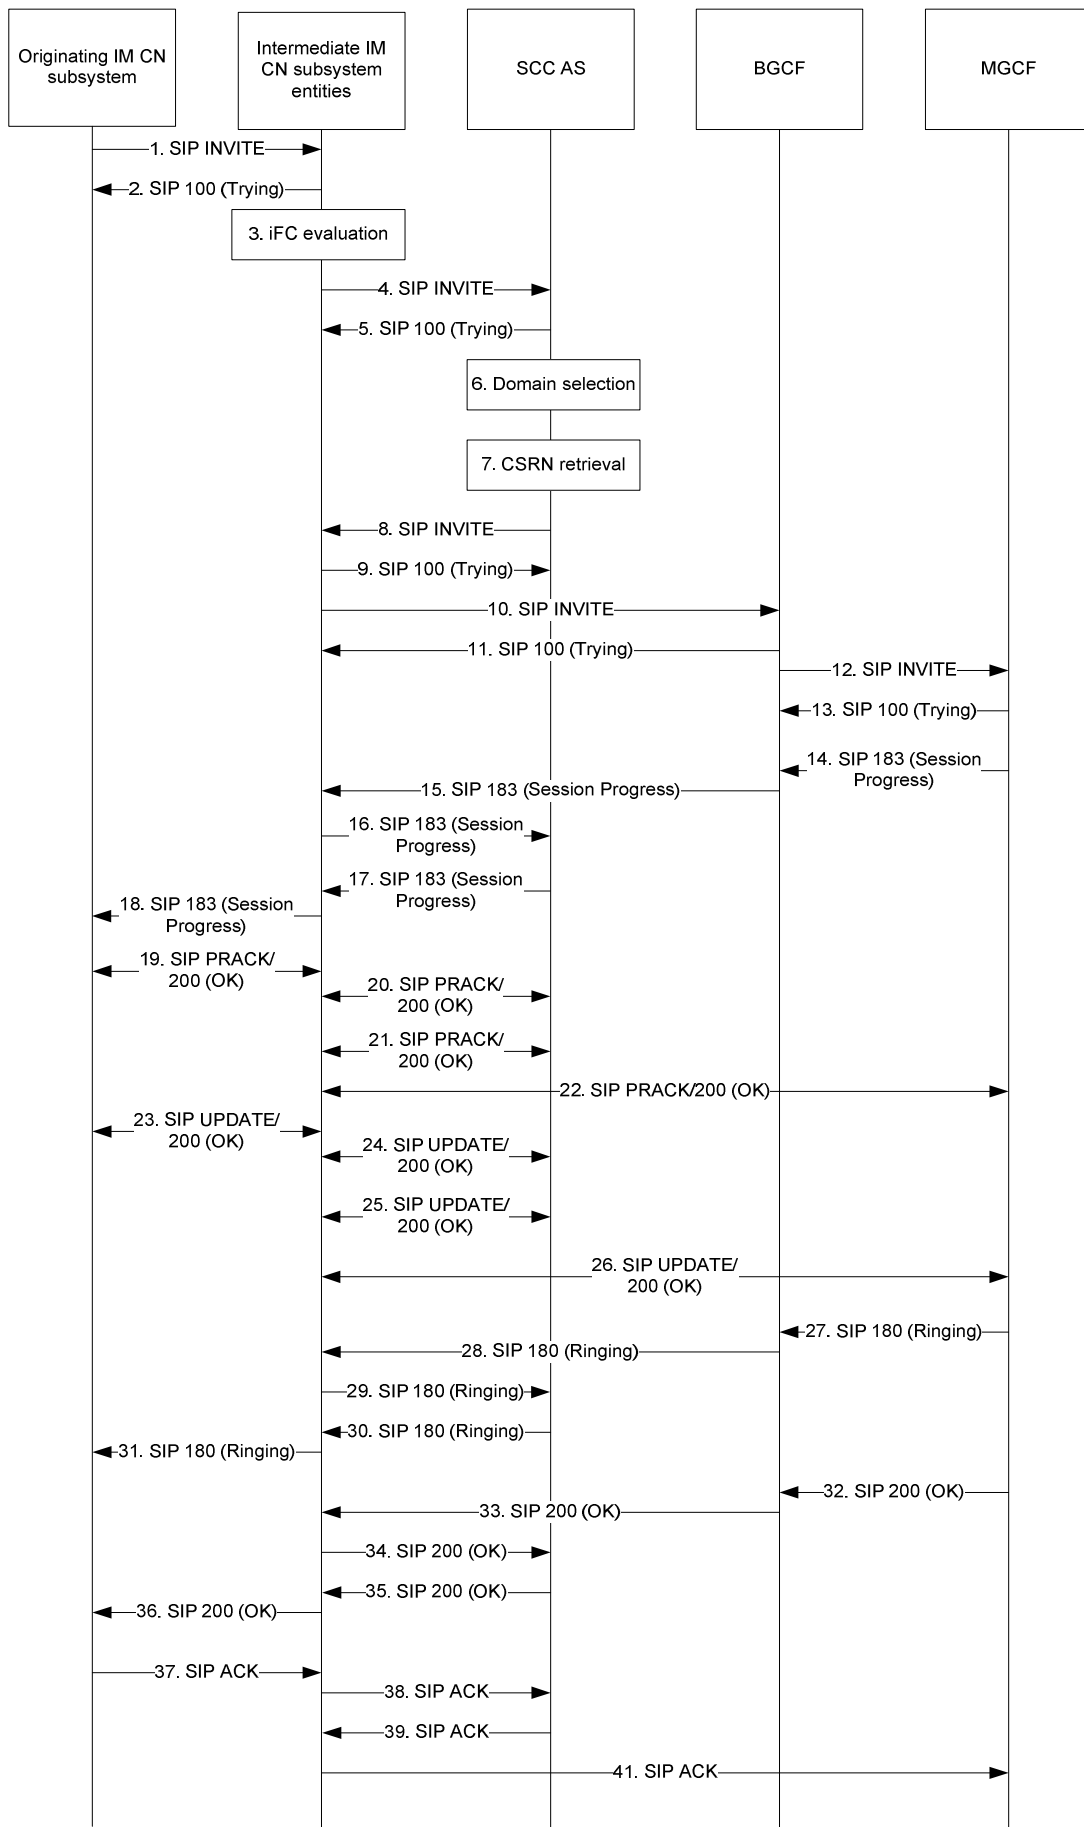 Originating IM CN
subsystem
Intermediate IM
CN subsystem
entities
SCC AS
BGCF
MGCF
1. SIP INVITE
2. SIP 100 (Trying)
3. iFC evaluation
4. SIP INVITE
5. SIP 100 (Trying)
6. Domain selection
7. CSRN retrieval
8. SIP INVITE
9. SIP 100 (Trying)
10. SIP INVITE
11. SIP 100 (Trying)
12. SIP INVITE
13. SIP 100 (Trying)
14. SIP 183 (Session
Progress)
15. SIP 183 (Session Progress)
16. SIP 183 (Session
Progress)
17. SIP 183 (Session
Progress)
18. SIP 183 (Session
Progress)
19. SIP PRACK/
200 (OK)
20. SIP PRACK/
200 (OK)
21. SIP PRACK/
200 (OK)
22. SIP PRACK/200 (OK)
23. SIP UPDATE/
200 (OK)
24. SIP UPDATE/
200 (OK)
25. SIP UPDATE/
200 (OK)
26. SIP UPDATE/
200 (OK)
27. SIP 180 (Ringing)
28. SIP 180 (Ringing)
29. SIP 180 (Ringing)
30. SIP 180 (Ringing)
31. SIP 180 (Ringing)
32. SIP 200 (OK)
33. SIP 200 (OK)
34. SIP 200 (OK)
35. SIP 200 (OK)
36. SIP 200 (OK)
37. SIP ACK
38. SIP ACK
39. SIP ACK
41. SIP ACK